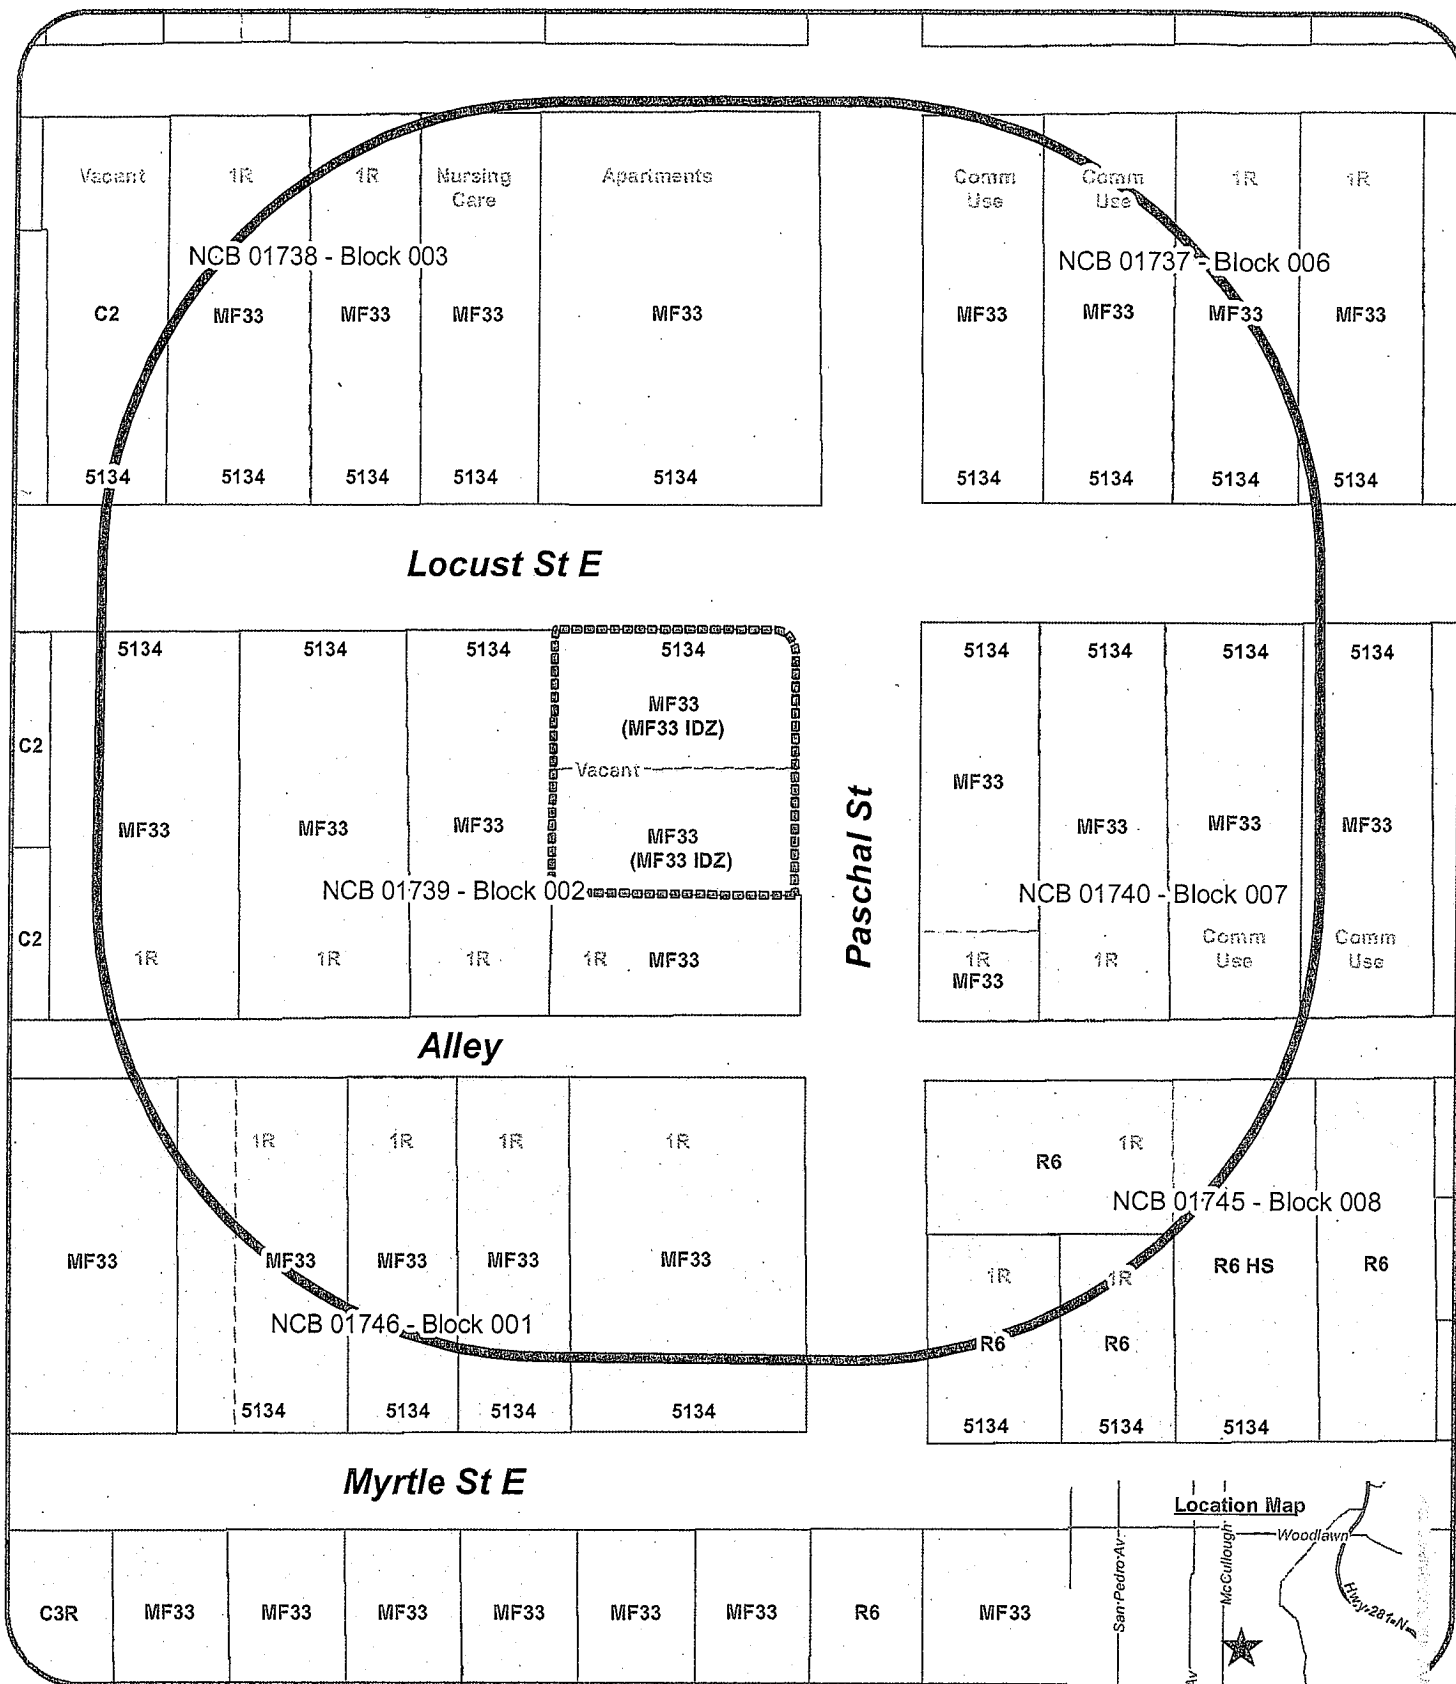 Vacant 1R 1R Nursing Care Apartments Comm Use Comm Use 1R 1R
NCB 01738 - Block 003 NCB 01737 - Block 006
C2 MF33 MF33 MF33 MF33 MF33 MF33 MF33 MF33
5134 5134 5134 5134 5134 5134 5134 5134 5134
Locust St E
5134 5134 5134 5134 5134 5134 5134 5134
MF33
(MF33 IDZ)
C2
Vacant
MF33
MF33 MF33 MF33 MF33 MF33 MF33 MF33
(MF33 IDZ)
Paschal St
NCB 01739 - Block 002 NCB 01740 - Block 007
C2
1R 1R 1R 1R MF33 1R 1R Comm Use Comm Use
MF33
Alley
1R 1R 1R 1R 1R
R6
NCB 01745 - Block 008
MF33 MF33 MF33 MF33 MF33 1R 1R R6 HS R6
NCB 01746 - Block 001
R6 R6
5134 5134 5134 5134 5134 5134 5134
Myrtle St E
Location Map
Woodlawn
San Pedro Av
McCullough
Hwy 281 N
Av
C3R MF33 MF33 MF33 MF33 MF33 MF33 R6 MF33